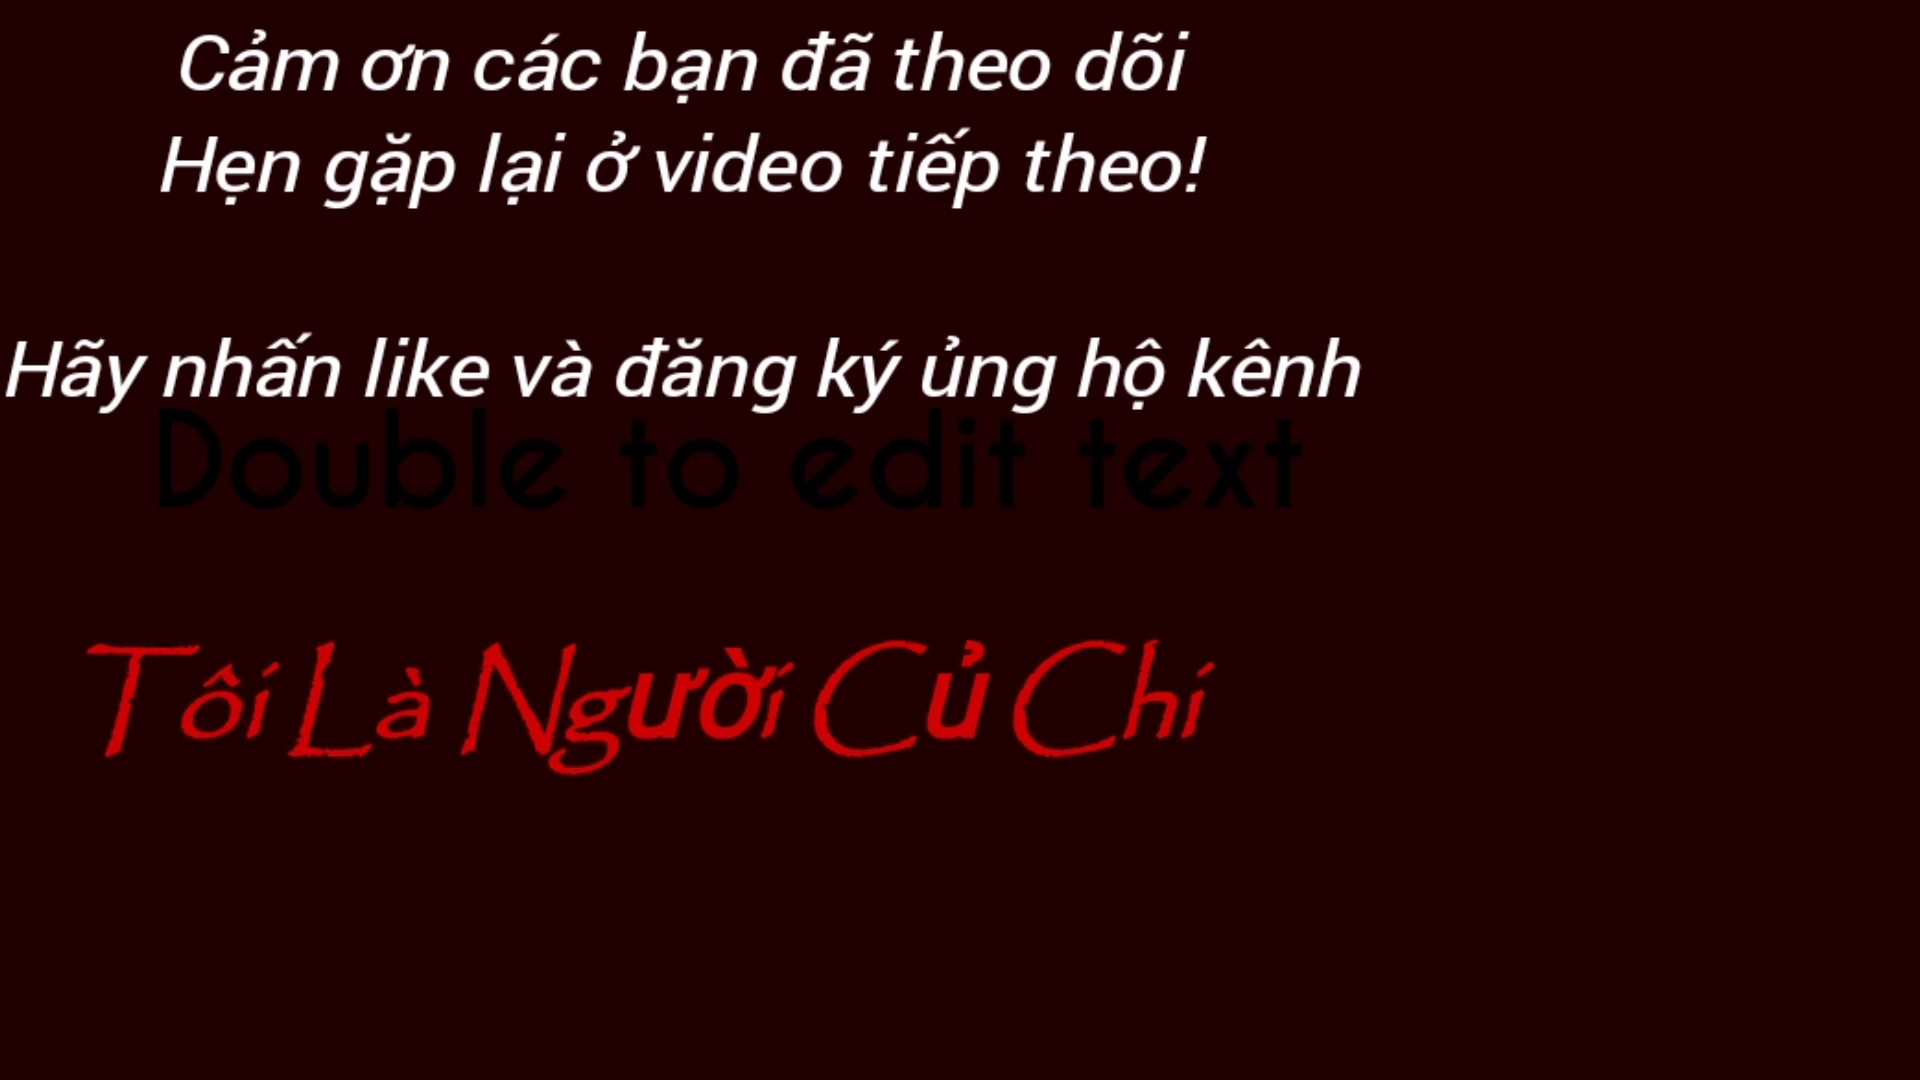 Cảm ơn các bạn đã theo dõi
Hẹn gặp lại ở video tiếp theo!
Hãy nhấn like và đăng ký ủng hộ kênh
Double to edit text
Tôi Là Người Củ Chi